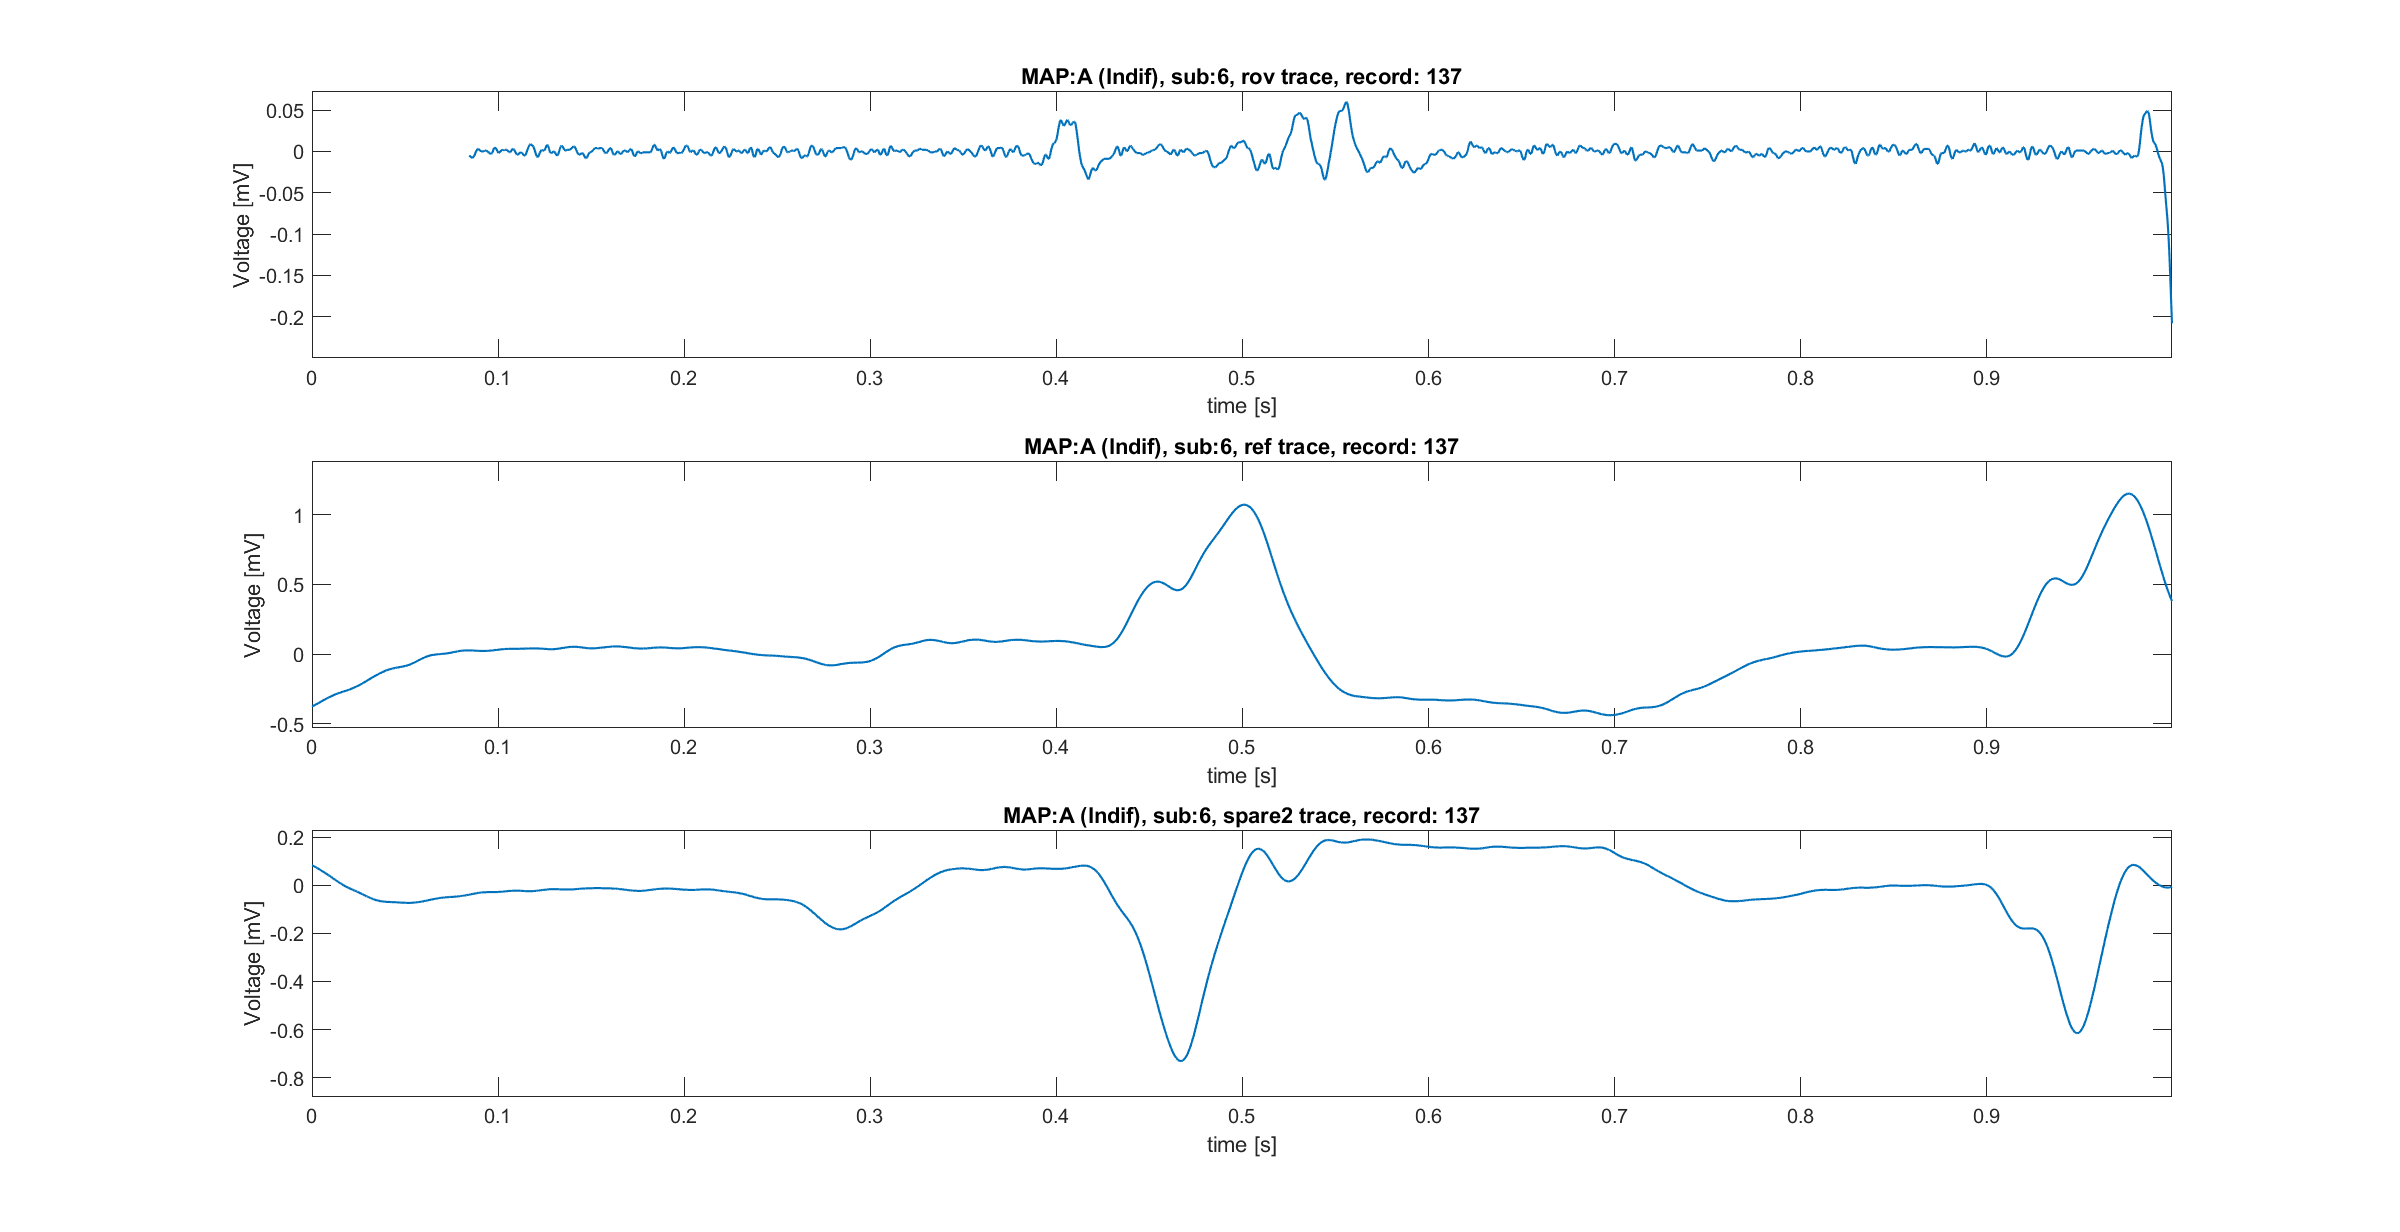 MAP:A (Indif), sub:6, rov trace, record: 137
Voltage [mV]
0.05
0
-0.05
-0.1
-0.15
-0.2
0 0.1 0.2 0.3 0.4 0.5 0.6 0.7 0.8 0.9
time [s]
MAP:A (Indif), sub:6, ref trace, record: 137
Voltage [mV]
1
0.5
0
-0.5
0 0.1 0.2 0.3 0.4 0.5 0.6 0.7 0.8 0.9
time [s]
MAP:A (Indif), sub:6, spare2 trace, record: 137
Voltage [mV]
0.2
0
-0.2
-0.4
-0.6
-0.8
0 0.1 0.2 0.3 0.4 0.5 0.6 0.7 0.8 0.9
time [s]